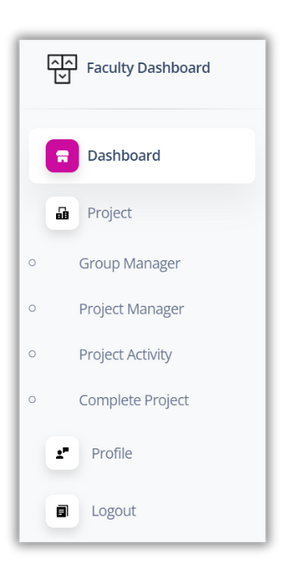 Faculty Dashboard
Dashboard
Project
Group Manager
Project Manager
Project Activity
Complete Project
Profile
Logout